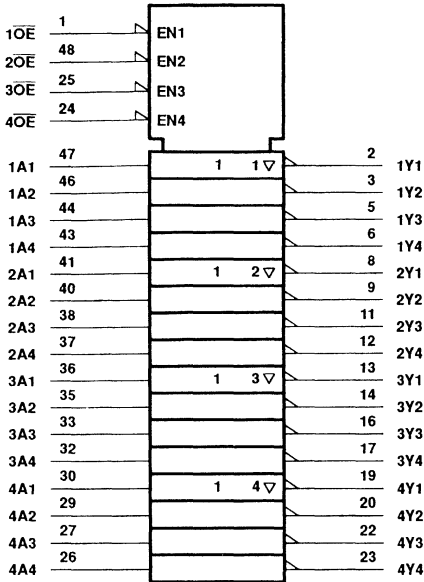 1O̅E̅ 1 EN1
2O̅E̅ 48 EN2
3O̅E̅ 25 EN3
4O̅E̅ 24 EN4
1A1 47 1 1▽ 2 1Y1
1A2 46 3 1Y2
1A3 44 5 1Y3
1A4 43 6 1Y4
2A1 41 1 2▽ 8 2Y1
2A2 40 9 2Y2
2A3 38 11 2Y3
2A4 37 12 2Y4
3A1 36 1 3▽ 13 3Y1
3A2 35 14 3Y2
3A3 33 16 3Y3
3A4 32 17 3Y4
4A1 30 1 4▽ 19 4Y1
4A2 29 20 4Y2
4A3 27 22 4Y3
4A4 26 23 4Y4